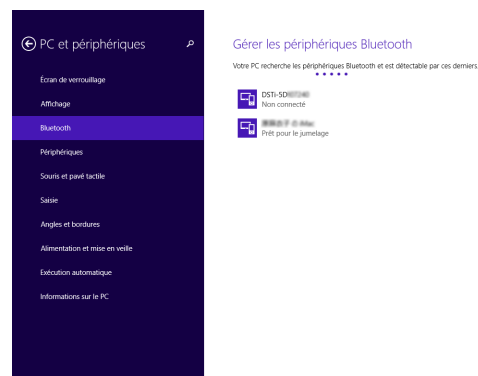 PC et périphériques
Écran de verrouillage
Affichage
Bluetooth
Périphériques
Souris et pavé tactile
Saisie
Angles et bordures
Alimentation et mise en veille
Exécution automatique
Informations sur le PC
Gérer les périphériques Bluetooth
Votre PC recherche les périphériques Bluetooth et est détectable par ces derniers.
DSTi-SD
Non connecté
Prêt pour le jumelage